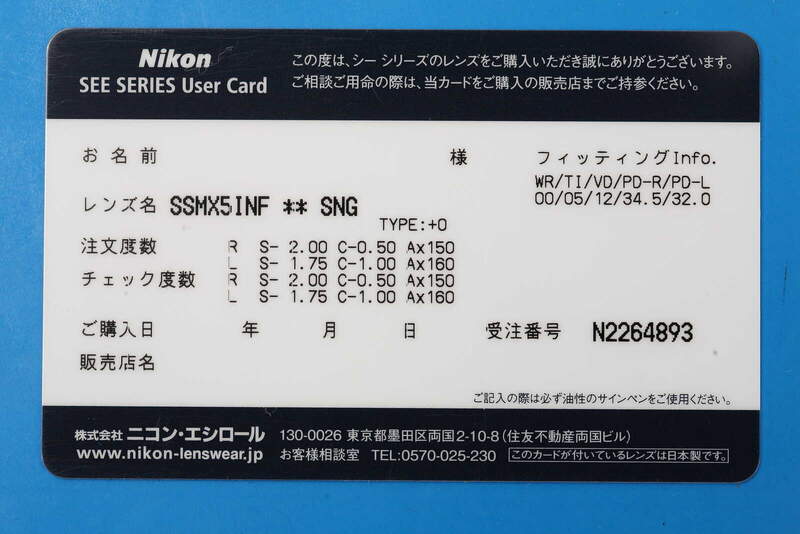 Nikon
SEE SERIES User Card
この度は、シー シリーズのレンズをご購入いただき誠にありがとうございます。
ご相談ご用命の際は、当カードをご購入の販売店までご持参ください。
お名前 様
フィッティングInfo.
WR/TI/VD/PD-R/PD-L
00/05/12/34.5/32.0
レンズ名 SSMX5INF ** SNG
TYPE:+0
注文度数 R S- 2.00 C-0.50 Ax150
L S- 1.75 C-1.00 Ax160
チェック度数 R S- 2.00 C-0.50 Ax150
L S- 1.75 C-1.00 Ax160
ご購入日 年 月 日 受注番号 N2264893
販売店名
ご記入の際は必ず油性のサインペンをご使用ください。
株式会社 ニコン・エシロール 130-0026 東京都墨田区両国2-10-8(住友不動産両国ビル)
www.nikon-lenswear.jp お客様相談室 TEL:0570-025-230 このカードが付いているレンズは日本製です。